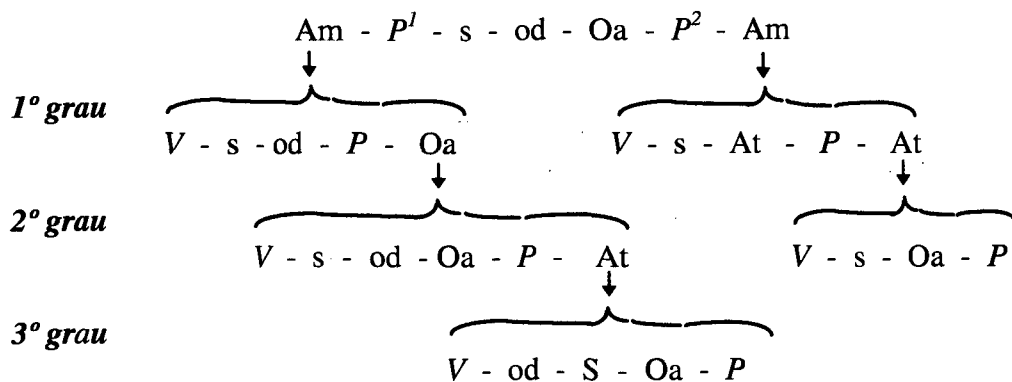 Am - P¹ - s - od - Oa - P² - Am
1º grau
V - s - od - P - Oa V - s - At - P - At
2º grau
V - s - od - Oa - P - At V - s - Oa - P
3º grau
V - od - S - Oa - P